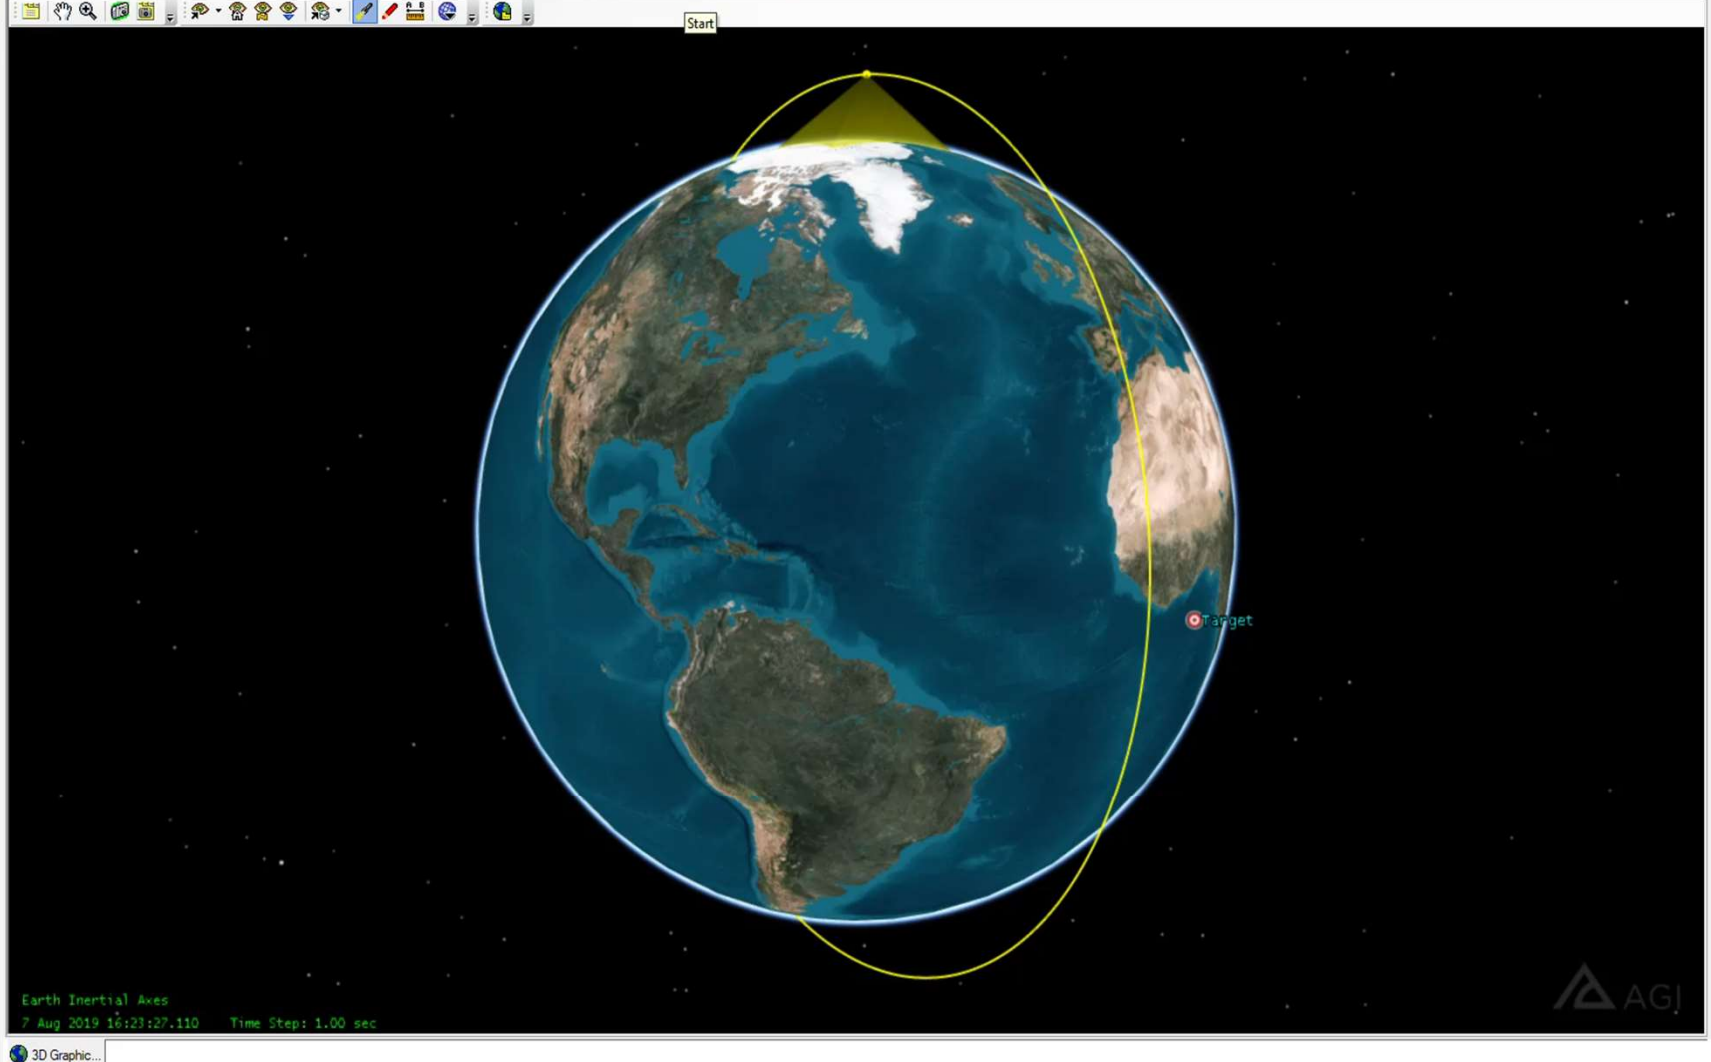 Start
Target
Earth Inertial Axes
7 Aug 2019 16:23:27.110 Time Step: 1.00 sec
AGI
3D Graphic...